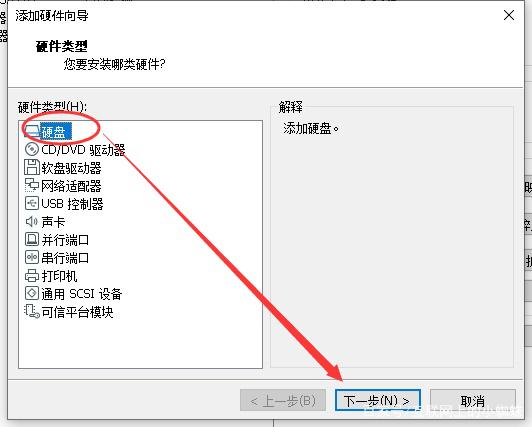 添加硬件向导
硬件类型
您要安装哪类硬件?
硬件类型(H):
硬盘
CD/DVD 驱动器
软盘驱动器
网络适配器
USB 控制器
声卡
并行端口
串行端口
打印机
通用 SCSI 设备
可信平台模块
解释
添加硬盘。
< 上一步(B)
下一步(N) >
取消